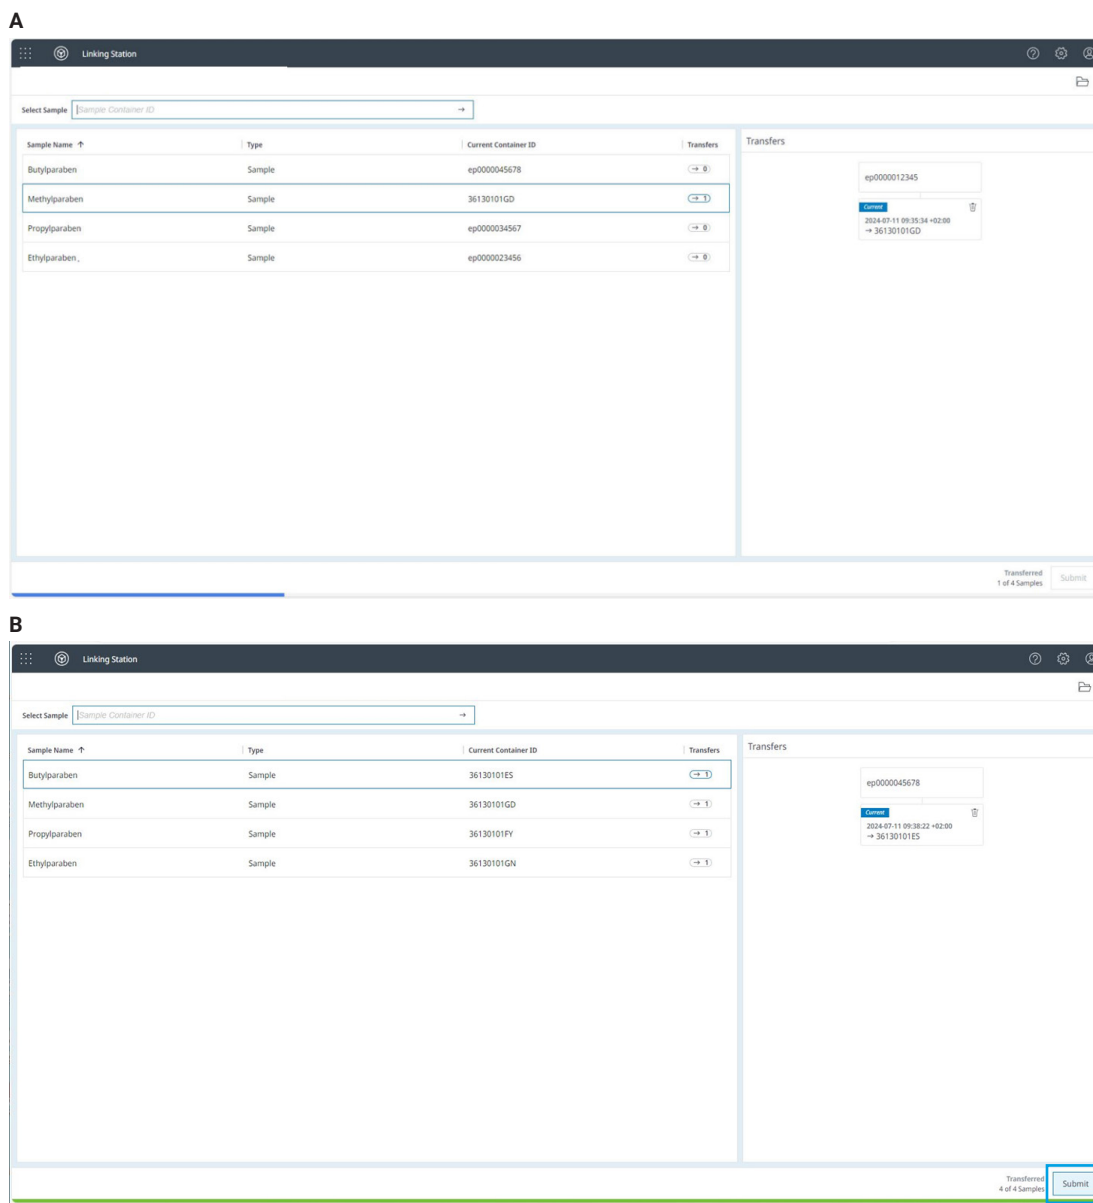 A
Linking Station
Select Sample Sample Container ID →
Sample Name ↑ Type Current Container ID Transfers
Butylparaben Sample ep0000045678 → 0
Methylparaben Sample 36130101GD → 1
Propylparaben Sample ep0000034567 → 0
Ethylparaben , Sample ep0000023456 → 0
Transfers
ep0000012345
Current
2024-07-11 09:35:34 +02:00
→ 36130101GD
Transferred
1 of 4 Samples
Submit
B
Linking Station
Select Sample Sample Container ID →
Sample Name ↑ Type Current Container ID Transfers
Butylparaben Sample 36130101ES → 1
Methylparaben Sample 36130101GD → 1
Propylparaben Sample 36130101FY → 1
Ethylparaben Sample 36130101GN → 1
Transfers
ep0000045678
Current
2024-07-11 09:38:22 +02:00
→ 36130101ES
Transferred
4 of 4 Samples
Submit